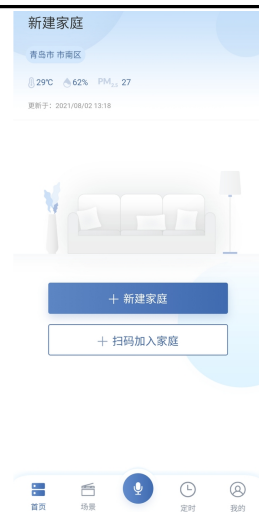 新建家庭
青岛市 市南区
29℃ 62% PM2.5 27
更新于：2021/08/02 13:18
+ 新建家庭
+ 扫码加入家庭
首页 场景 定时 我的